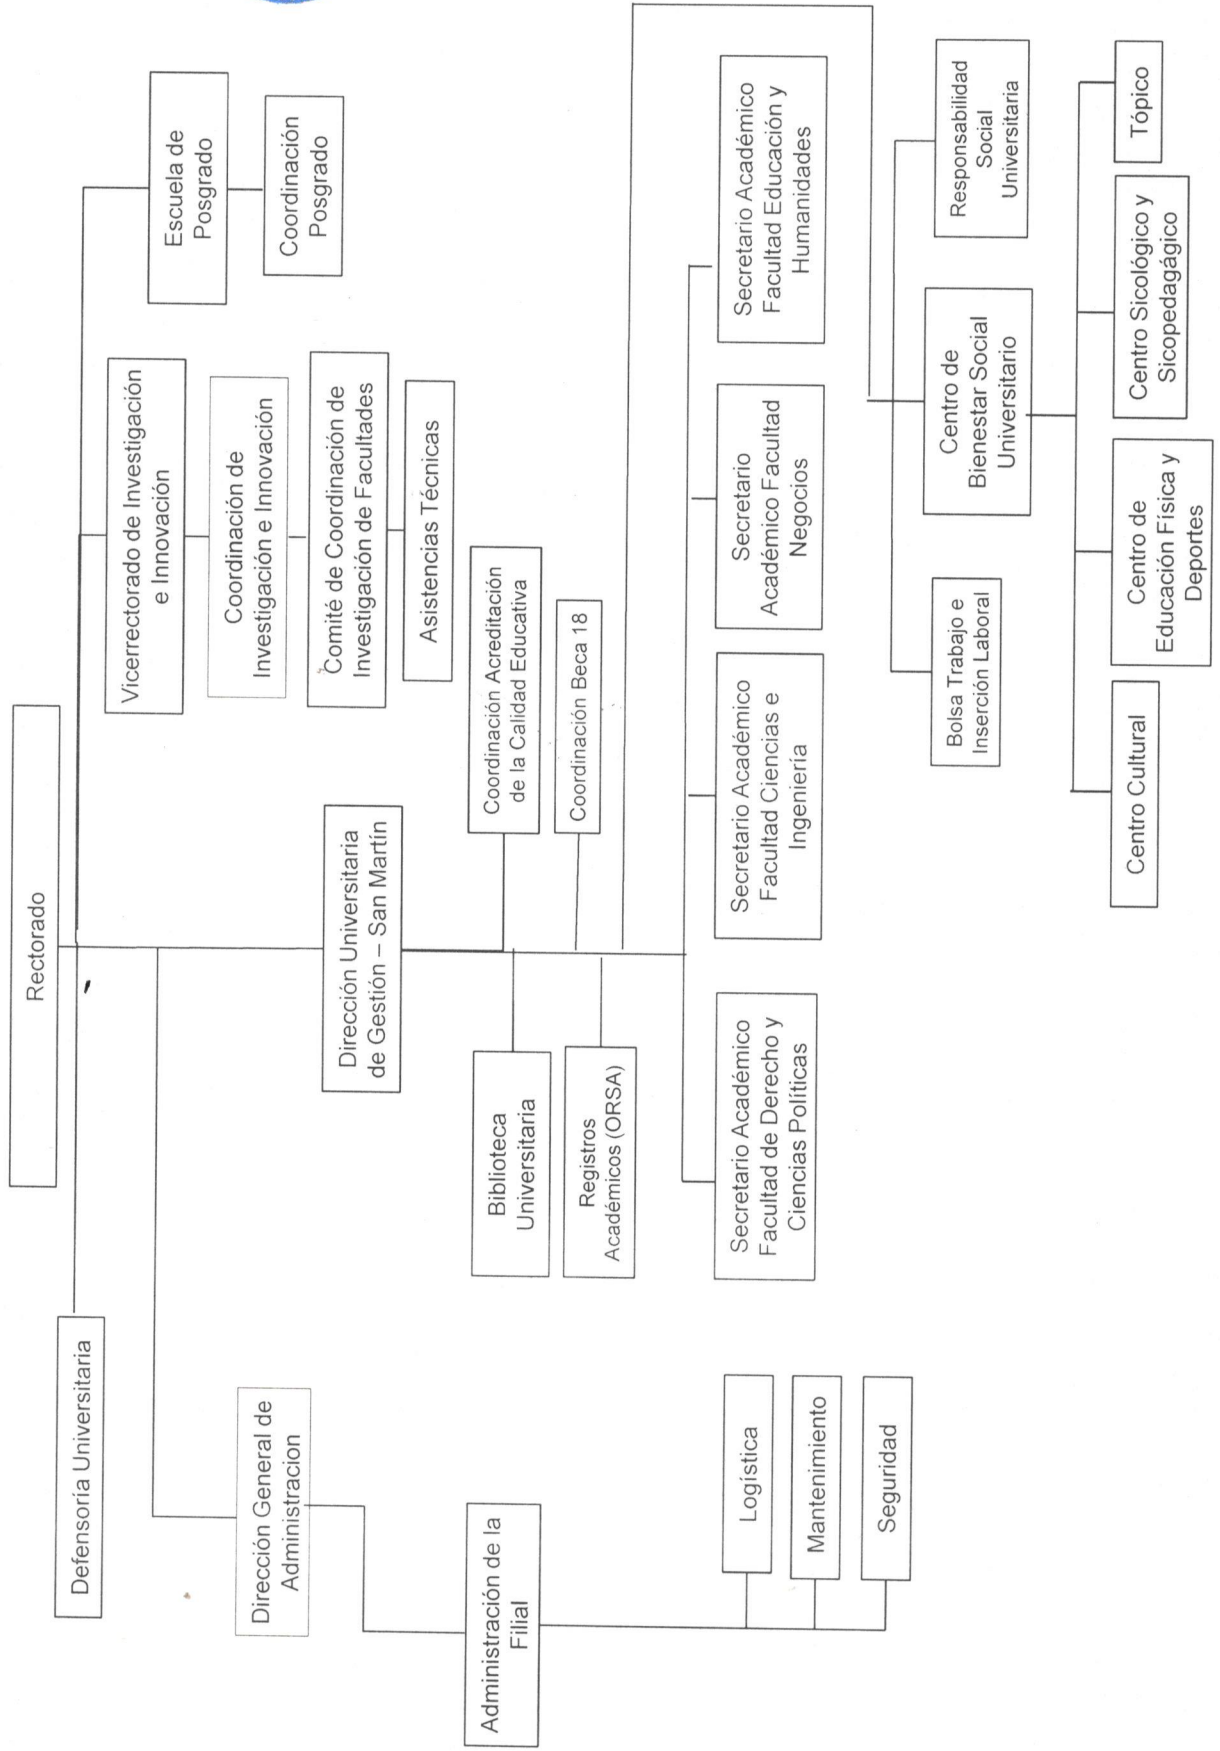 Rectorado
Defensoría Universitaria
Vicerrectorado de Investigación
e Innovación
Escuela de
Posgrado
Coordinación de
Investigación e Innovación
Coordinación
Posgrado
Dirección General de
Administracion
Dirección Universitaria
de Gestión – San Martín
Comité de Coordinación de
Investigación de Facultades
Asistencias Técnicas
Administración de la
Filial
Biblioteca
Universitaria
Coordinación Acreditación
de la Calidad Educativa
Registros
Académicos (ORSA)
Coordinación Beca 18
Logística
Mantenimiento
Seguridad
Secretario Académico
Facultad de Derecho y
Ciencias Políticas
Secretario Académico
Facultad Ciencias e
Ingeniería
Secretario
Académico Facultad
Negocios
Secretario Académico
Facultad Educación y
Humanidades
Bolsa Trabajo e
Inserción Laboral
Centro de
Bienestar Social
Universitario
Responsabilidad
Social
Universitaria
Centro Cultural
Centro de
Educación Física y
Deportes
Centro Sicológico y
Sicopedagágico
Tópico